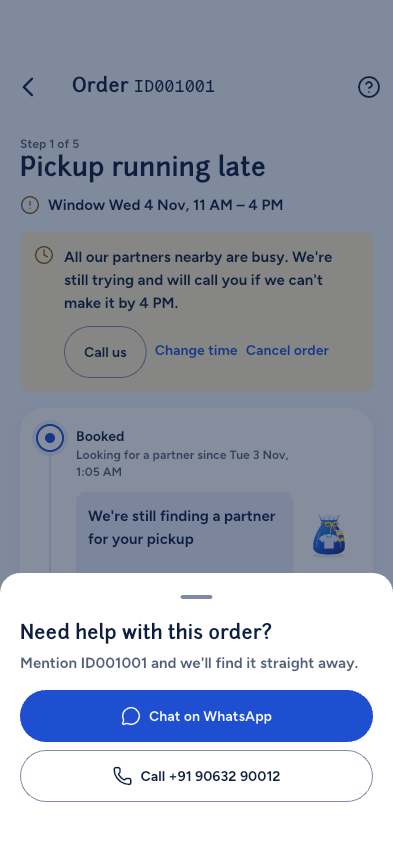 Order ID001001
Step 1 of 5
Pickup running late
Window Wed 4 Nov, 11 AM – 4 PM
All our partners nearby are busy. We're
still trying and will call you if we can't
make it by 4 PM.
Call us Change time Cancel order
Booked
Looking for a partner since Tue 3 Nov,
1:05 AM
We're still finding a partner
for your pickup
Need help with this order?
Mention ID001001 and we'll find it straight away.
Chat on WhatsApp
Call +91 90632 90012